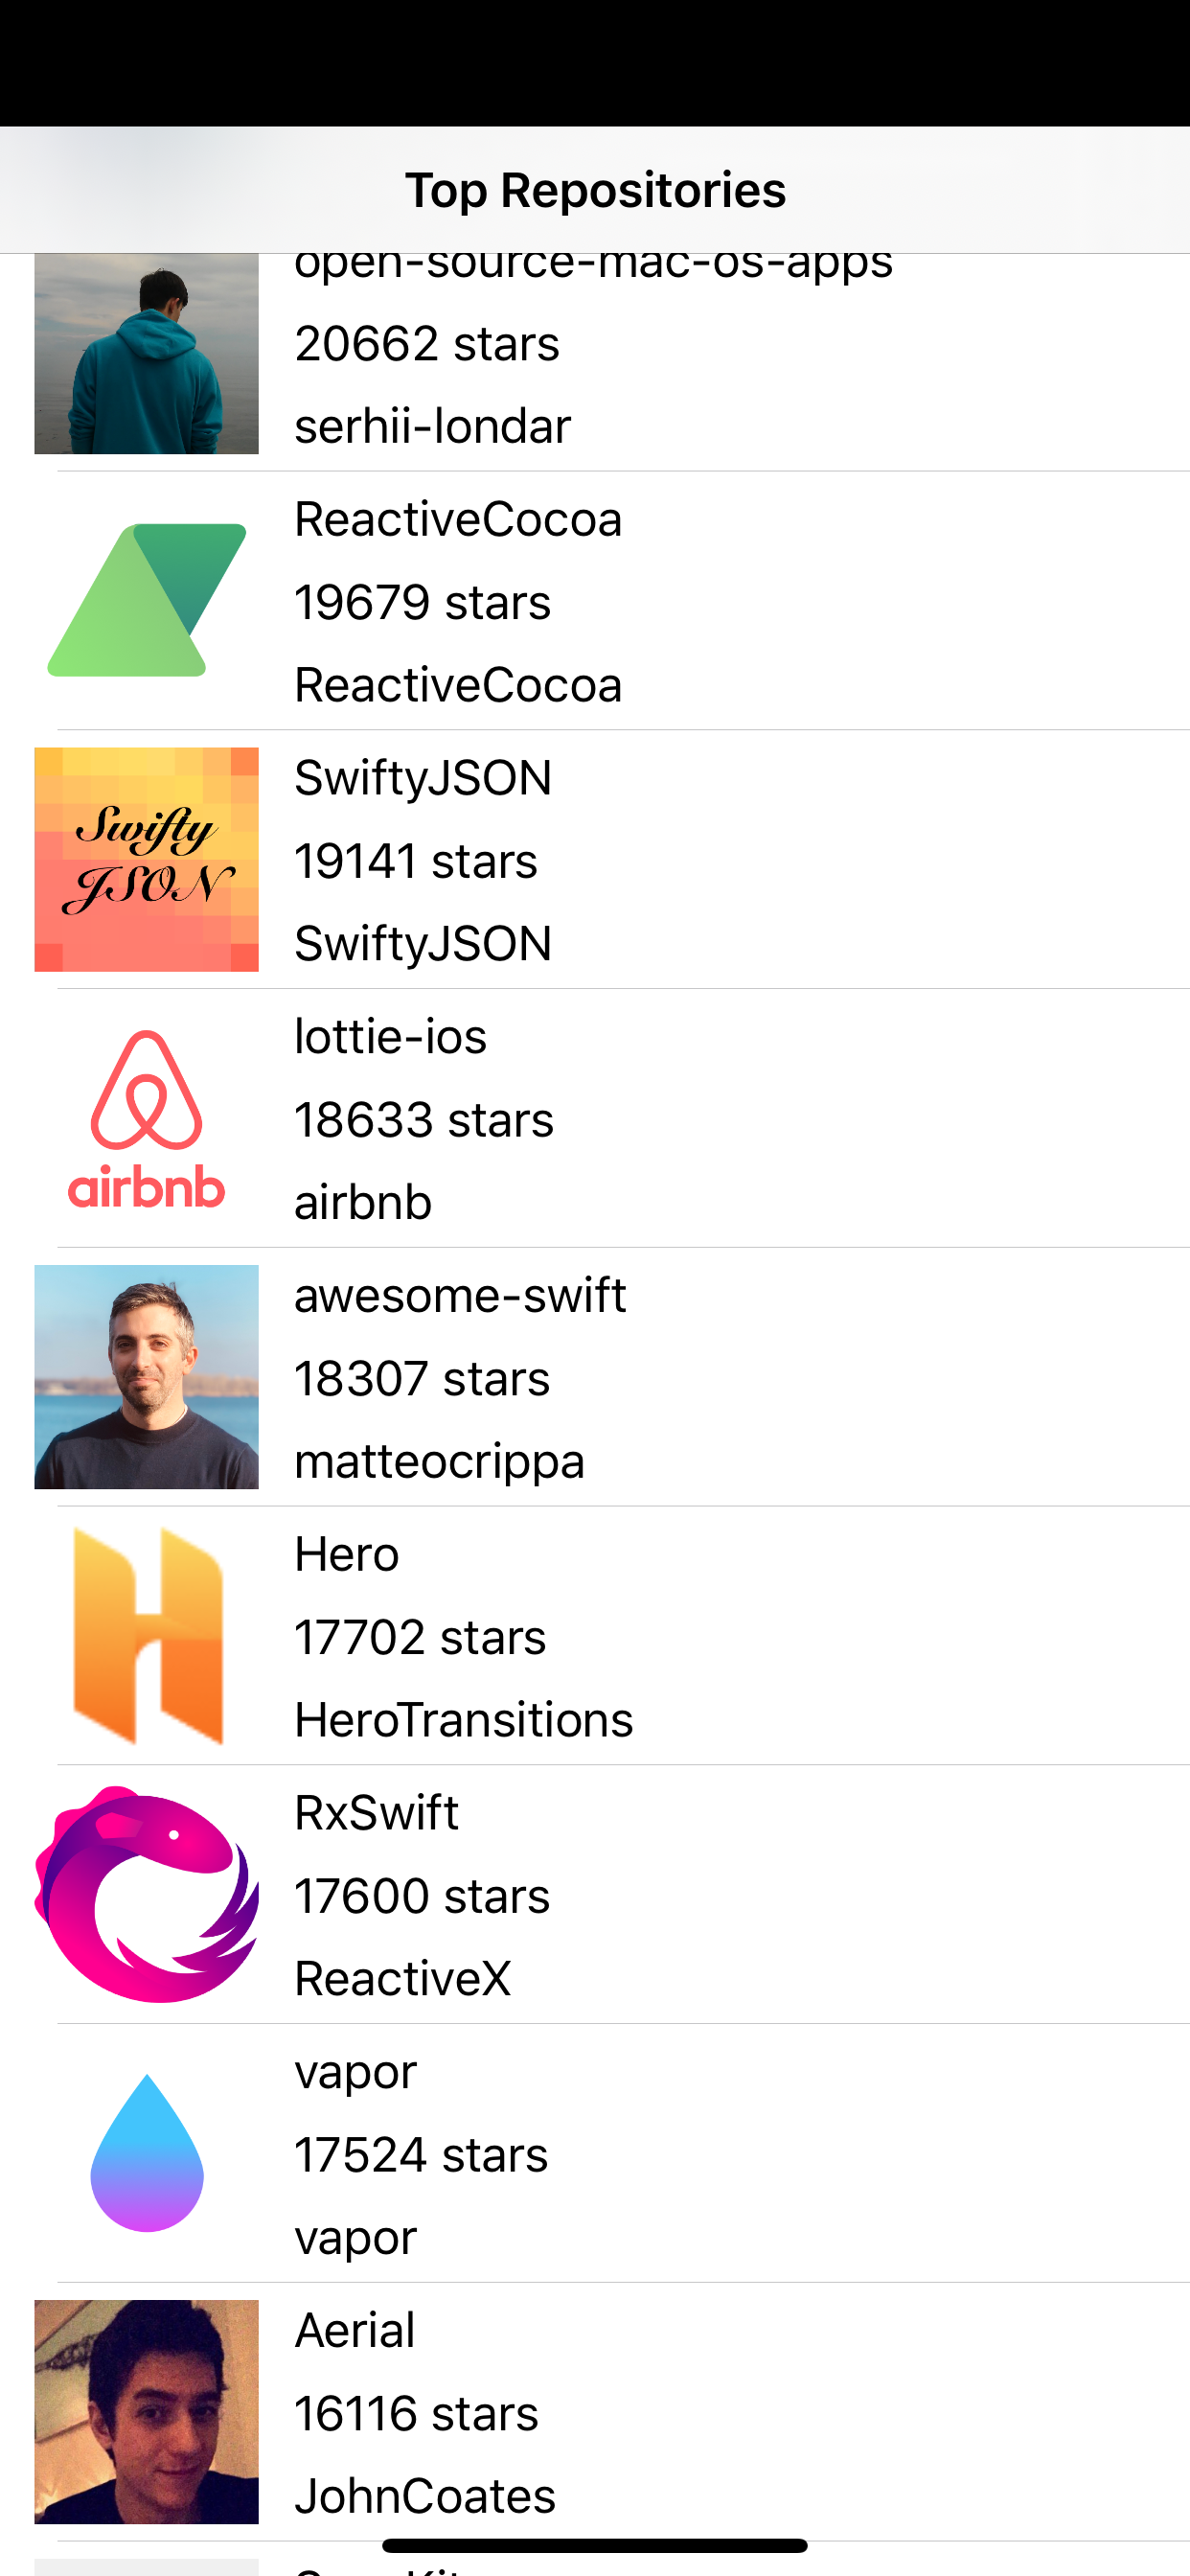 Top Repositories
open-source-mac-os-apps
20662 stars
serhii-londar
ReactiveCocoa
19679 stars
ReactiveCocoa
Swifty
JSON
SwiftyJSON
19141 stars
SwiftyJSON
airbnb
lottie-ios
18633 stars
airbnb
awesome-swift
18307 stars
matteocrippa
H
Hero
17702 stars
HeroTransitions
RxSwift
17600 stars
ReactiveX
vapor
17524 stars
vapor
Aerial
16116 stars
JohnCoates